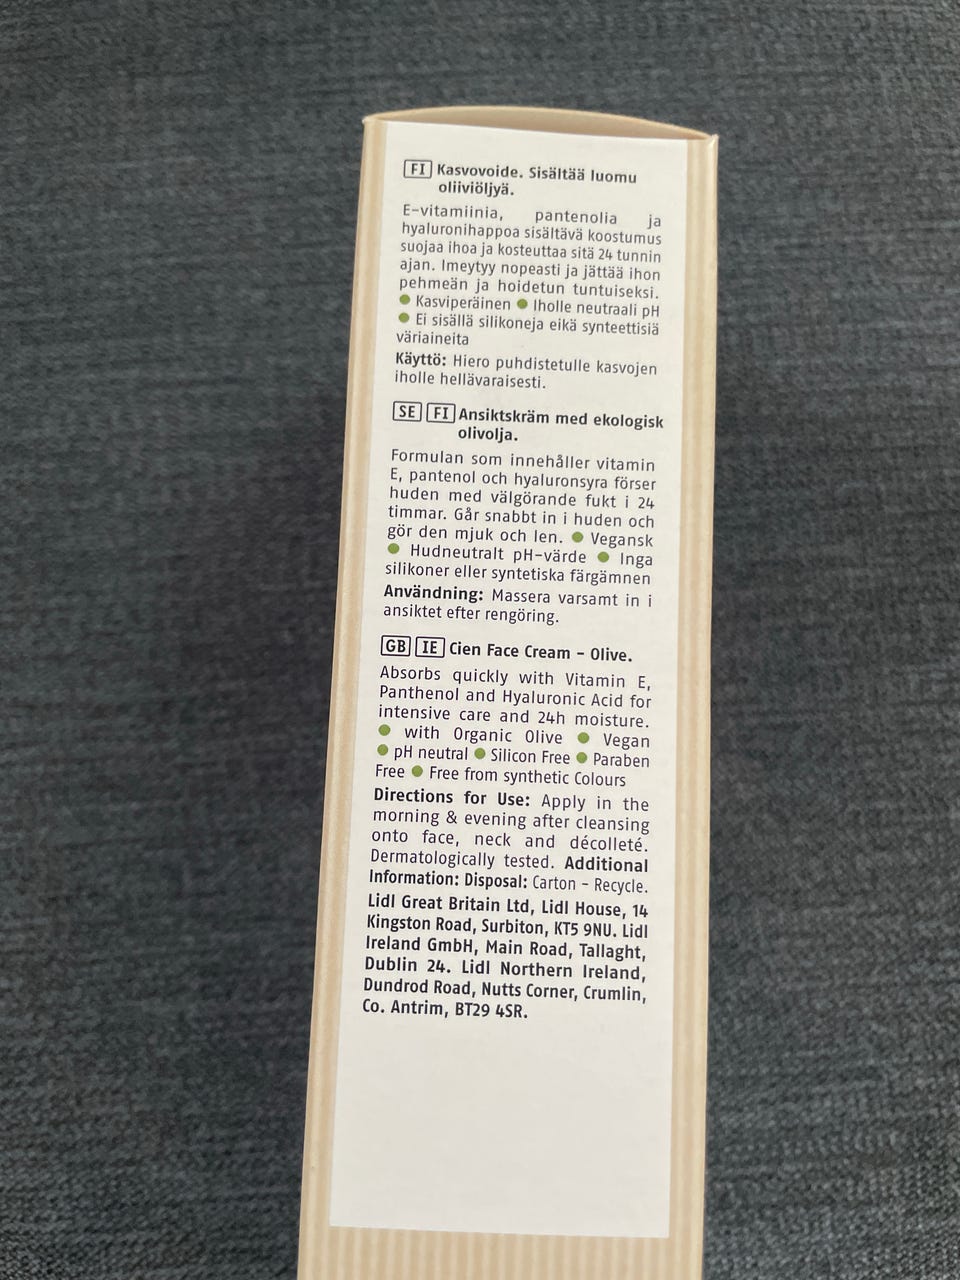 FI Kasvovoide. Sisältää luomu
oliiviöljyä.
E-vitamiinia, pantenolia ja
hyaluronihappoa sisältävä koostumus
suojaa ihoa ja kosteuttaa sitä 24 tunnin
ajan. Imeytyy nopeasti ja jättää ihon
pehmeän ja hoidetun tuntuiseksi.
● Kasviperäinen ● Iholle neutraali pH
● Ei sisällä silikoneja eikä synteettisiä
väriaineita
Käyttö: Hiero puhdistetulle kasvojen
iholle hellävaraisesti.
SE FI Ansiktskräm med ekologisk
olivolja.
Formulan som innehåller vitamin
E, pantenol och hyaluronsyra förser
huden med välgörande fukt i 24
timmar. Går snabbt in i huden och
gör den mjuk och len. ● Vegansk
● Hudneutralt pH-värde ● Inga
silikoner eller syntetiska färgämnen
Användning: Massera varsamt in i
ansiktet efter rengöring.
GB IE Cien Face Cream - Olive.
Absorbs quickly with Vitamin E,
Panthenol and Hyaluronic Acid for
intensive care and 24h moisture.
● with Organic Olive ● Vegan
● pH neutral ● Silicon Free ● Paraben
Free ● Free from synthetic Colours
Directions for Use: Apply in the
morning & evening after cleansing
onto face, neck and décolleté.
Dermatologically tested. Additional
Information: Disposal: Carton - Recycle.
Lidl Great Britain Ltd, Lidl House, 14
Kingston Road, Surbiton, KT5 9NU. Lidl
Ireland GmbH, Main Road, Tallaght,
Dublin 24. Lidl Northern Ireland,
Dundrod Road, Nutts Corner, Crumlin,
Co. Antrim, BT29 4SR.